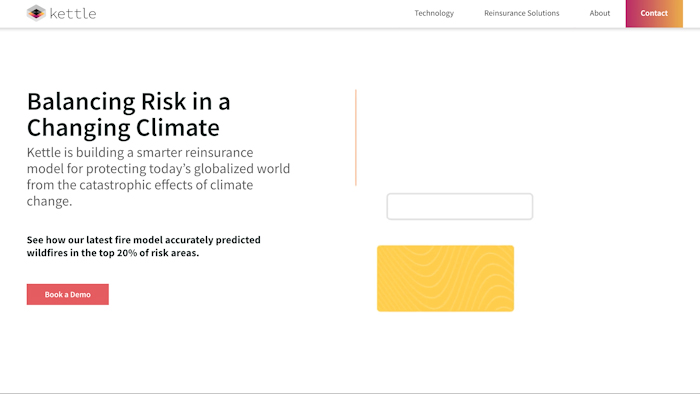 kettle
Technology
Reinsurance Solutions
About
Contact
Balancing Risk in a
Changing Climate
Kettle is building a smarter reinsurance
model for protecting today’s globalized world
from the catastrophic effects of climate
change.
See how our latest fire model accurately predicted
wildfires in the top 20% of risk areas.
Book a Demo